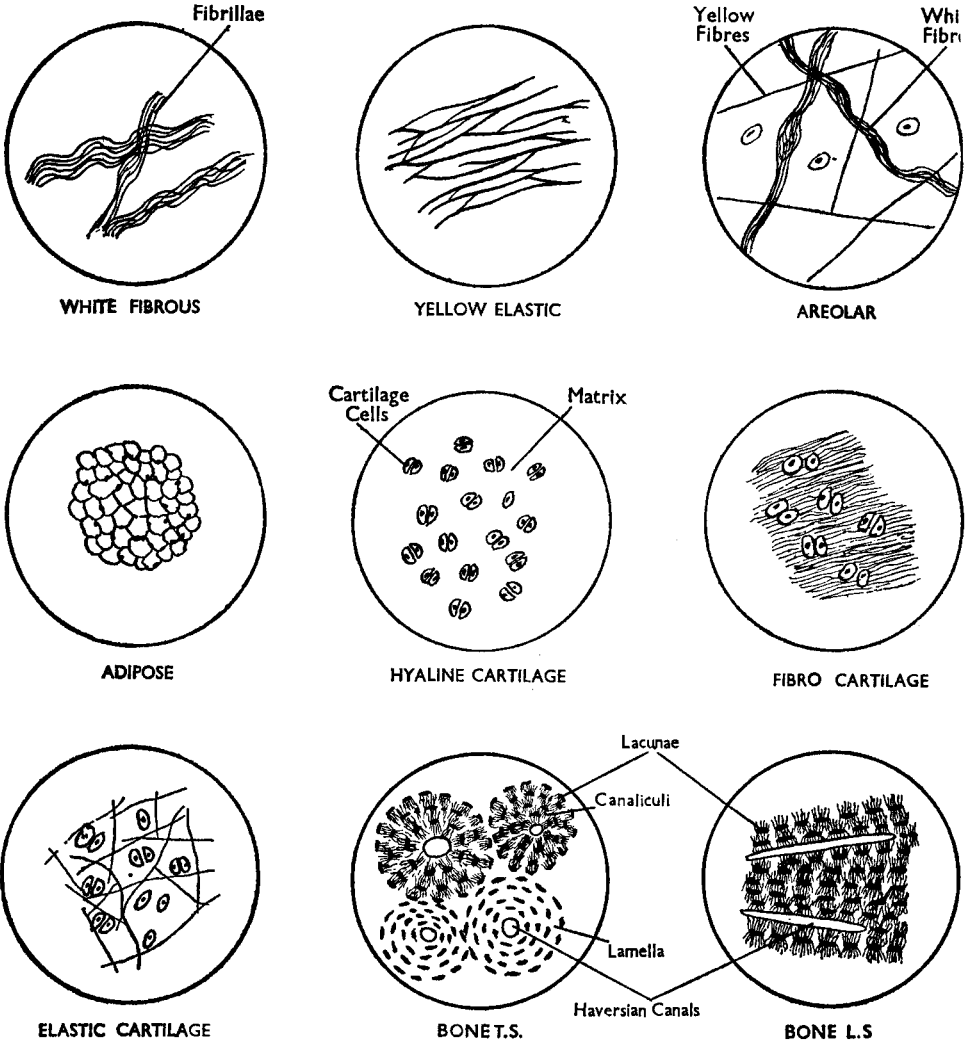 Fibrillae
Yellow
Fibres
WHITE FIBROUS
YELLOW ELASTIC
AREOLAR
Cartilage
Cells
Matrix
ADIPOSE
HYALINE CARTILAGE
FIBRO CARTILAGE
Lacunae
Canaliculi
Lamella
Haversian Canals
ELASTIC CARTILAGE
BONE T.S.
BONE L.S